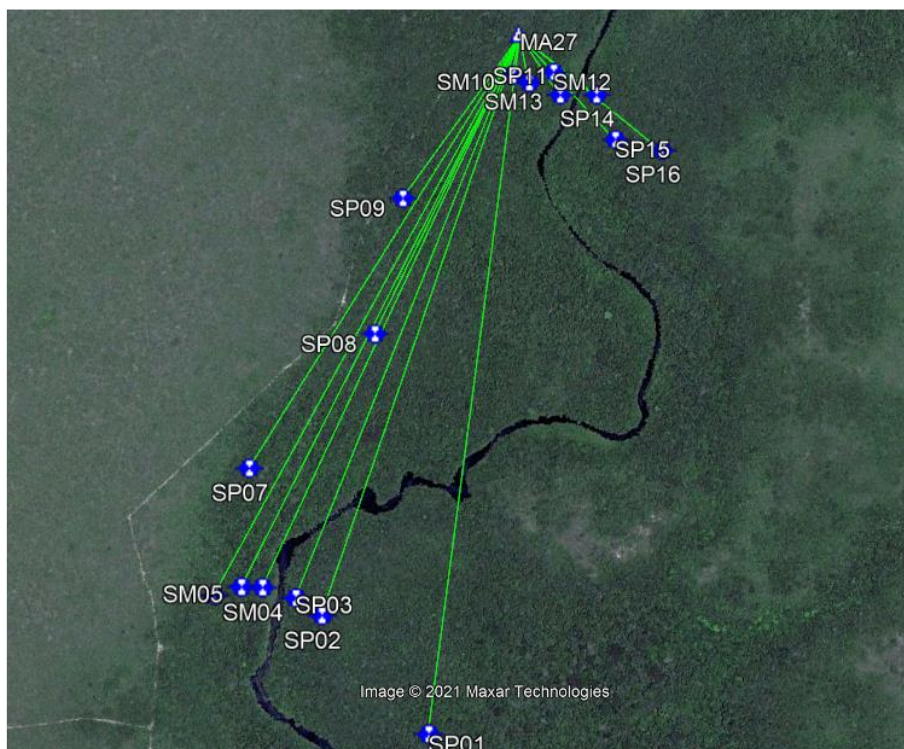 MA27
SP11
SM10
SM12
SM13
SP14
SP15
SP16
SP09
SP08
SP07
SM05
SM04
SP03
SP02
Image © 2021 Maxar Technologies
SP01